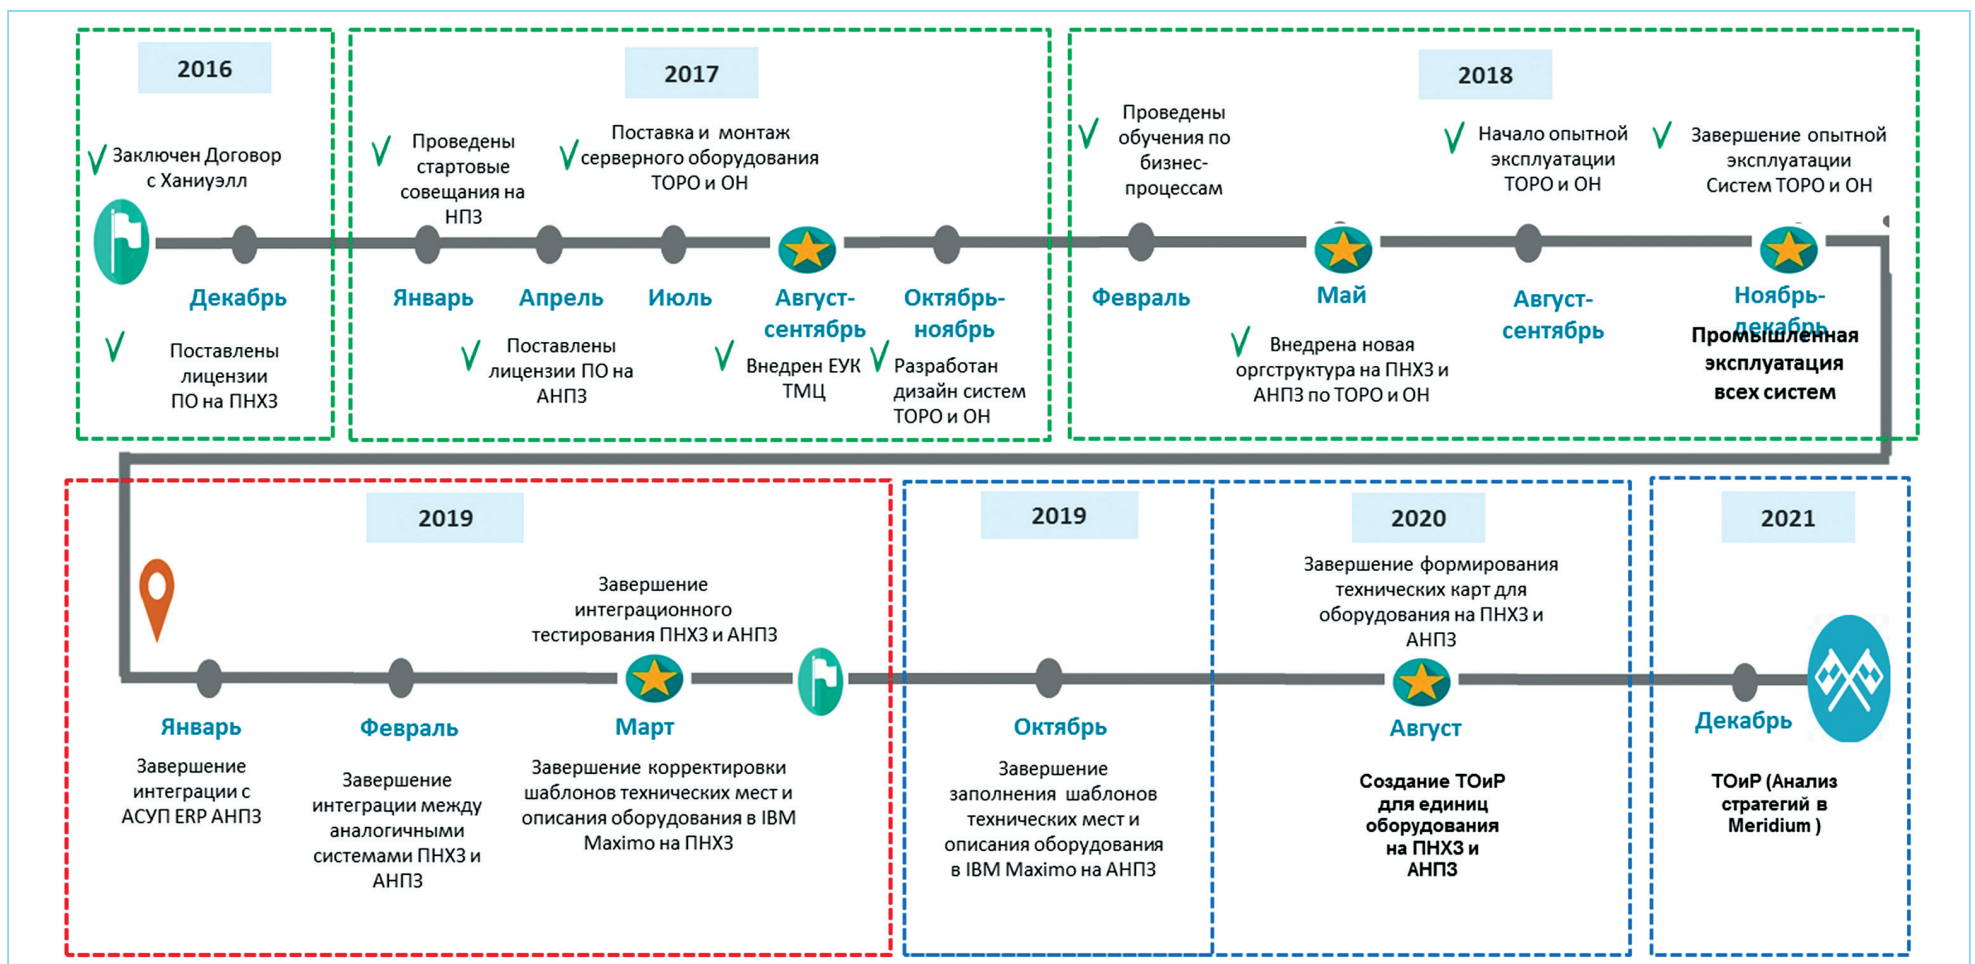 2016
Заключен Договор
с Ханиуэлл
Декабрь
Поставлены
лицензии
ПО на ПНХЗ
2017
Проведены
стартовые
совещания на
НПЗ
Поставка и монтаж
серверного оборудования
ТОРО и ОН
Январь
Апрель
Июль
Август-
сентябрь
Октябрь-
ноябрь
Поставлены
лицензии ПО на
АНПЗ
Внедрен ЕУК
ТМЦ
Разработан
дизайн систем
ТОРО и ОН
2018
Проведены
обучения по
бизнес-
процессам
Начало опытной
эксплуатации
ТОРО и ОН
Завершение опытной
эксплуатации
Систем ТОРО и ОН
Февраль
Май
Август-
сентябрь
Ноябрь-
декабрь
Внедрена новая
оргструктура на ПНХЗ и
АНПЗ по ТОРО и ОН
Промышленная
эксплуатация
всех систем
2019
Завершение
интеграционного
тестирования ПНХЗ и АНПЗ
Январь
Февраль
Март
Завершение
интеграции с
АСУП ERP АНПЗ
Завершение
интеграции между
аналогичными
системами ПНХЗ и
АНПЗ
Завершение корректировки
шаблонов технических мест и
описания оборудования в IBM
Maximo на ПНХЗ
2019
Октябрь
Завершение
заполнения шаблонов
технических мест и
описания оборудования
в IBM Maximo на АНПЗ
2020
Завершение формирования
технических карт для
оборудования на ПНХЗ и
АНПЗ
Август
Создание ТОиР
для единиц
оборудования
на ПНХЗ и
АНПЗ
2021
Декабрь
ТОиР (Анализ
стратегий в
Meridium )